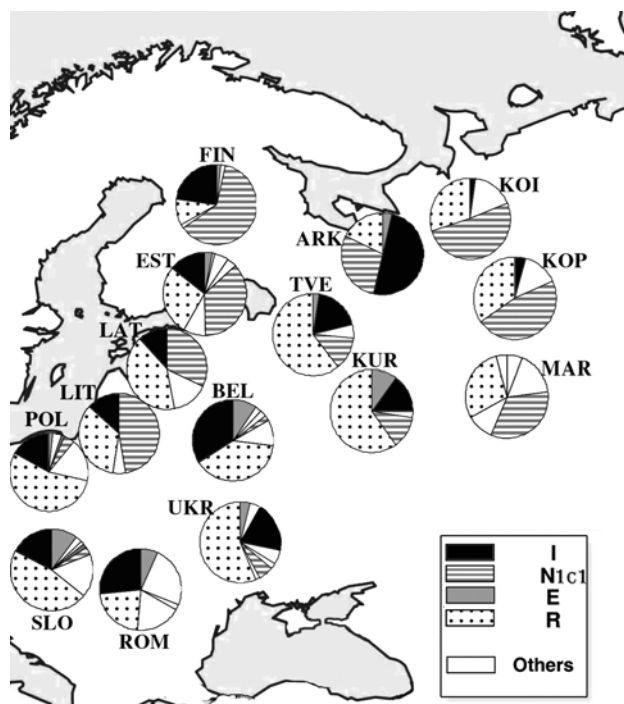 FIN
KOI
ARK
EST
KOP
TVE
LAT
KUR
MAR
LIT
BEL
POL
UKR
SLO
ROM
I
N1c1
E
R
Others